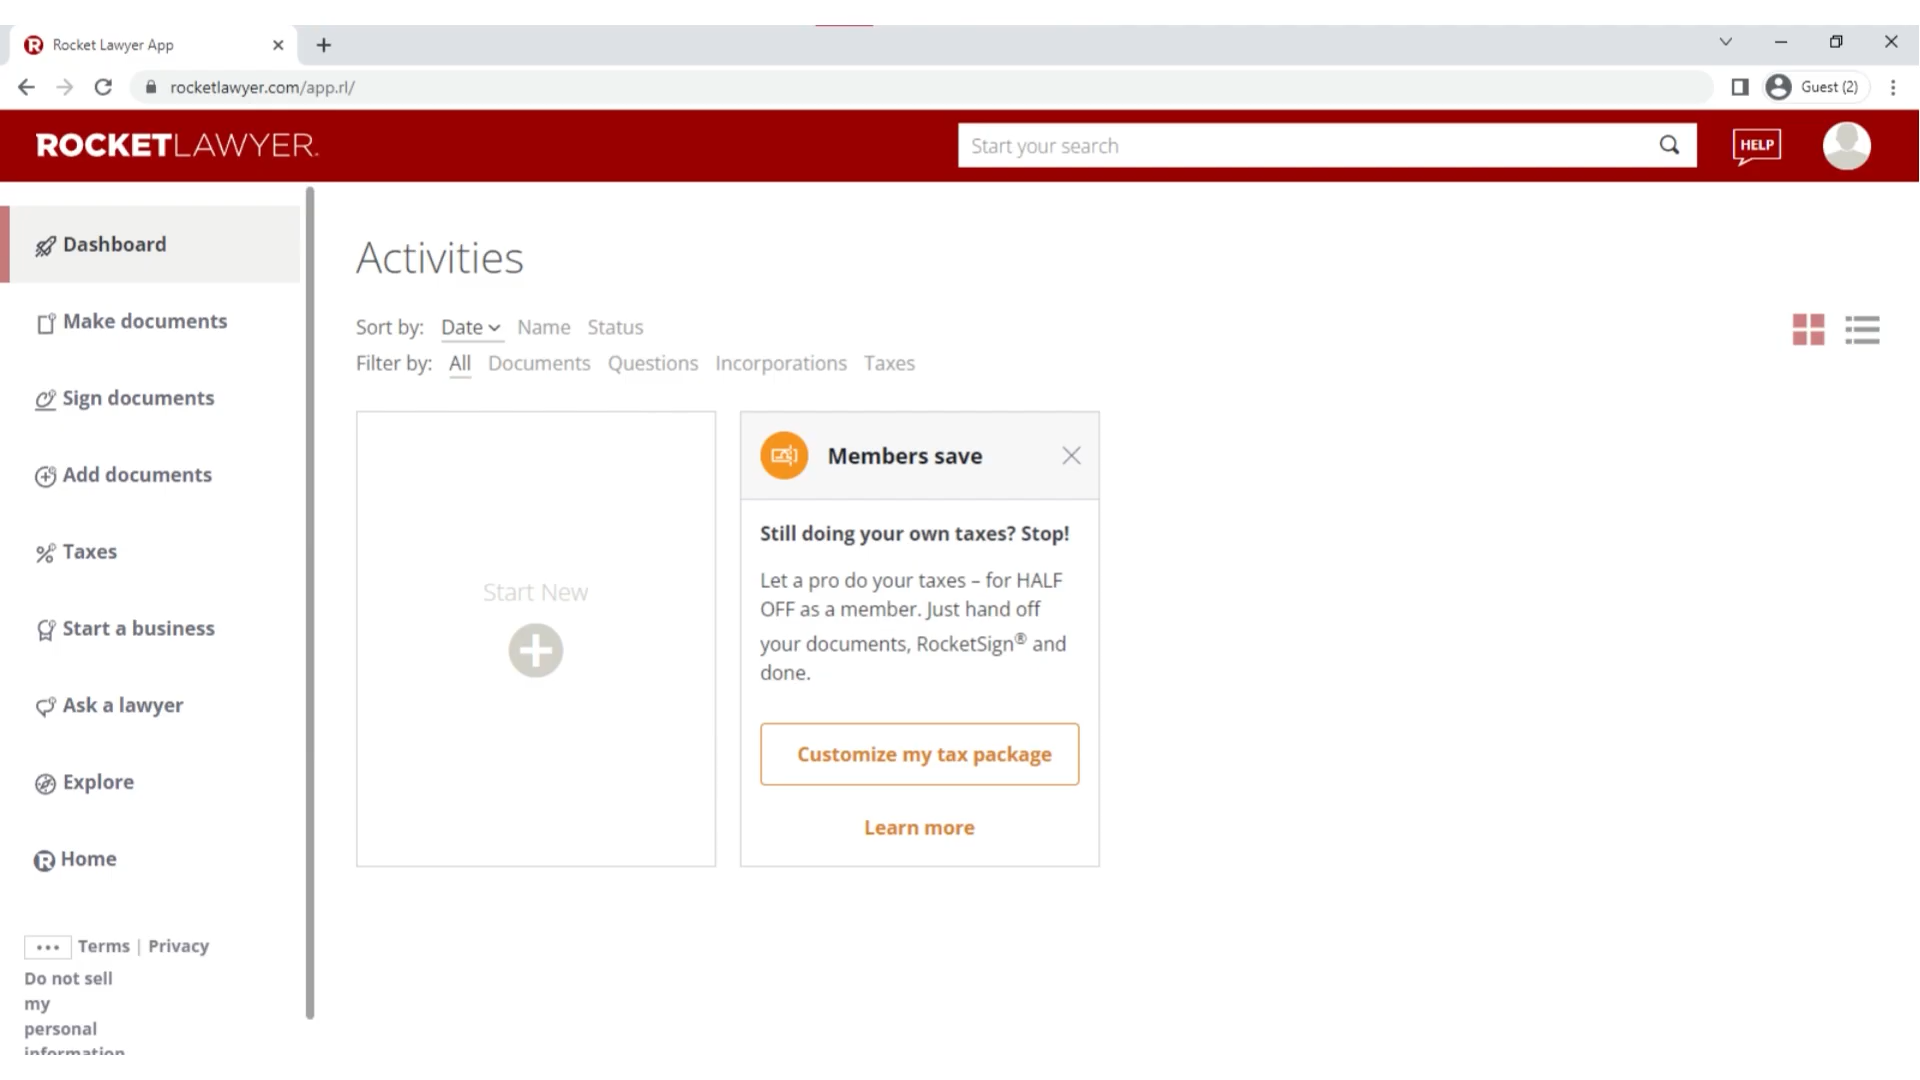 Rocket Lawyer App
rocketlawyer.com/app.rl/
Guest (2)
ROCKETLAWYER.
Start your search
HELP
Dashboard
Make documents
Sign documents
Add documents
Taxes
Start a business
Ask a lawyer
Explore
Home
Terms | Privacy
Do not sell
my
personal
information
Activities
Sort by: Date Name Status
Filter by: All Documents Questions Incorporations Taxes
Start New
Members save
Still doing your own taxes? Stop!
Let a pro do your taxes – for HALF
OFF as a member. Just hand off
your documents, RocketSign® and
done.
Customize my tax package
Learn more